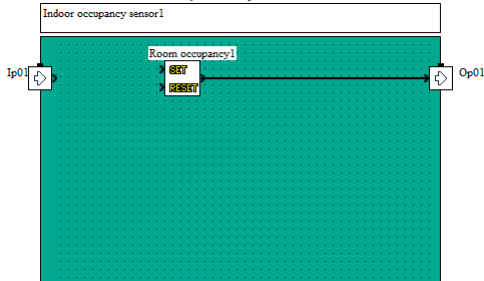 Indoor occupancy sensor1
Room occupancy1
Ip01
SET
Op01
RESET